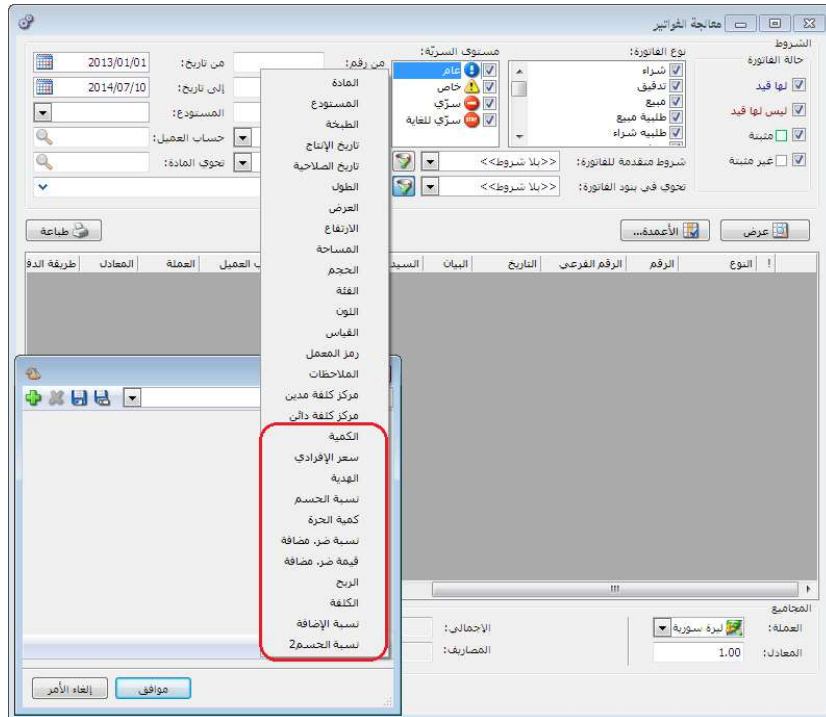 معالجة الفواتير
الشروط
حالة الفاتورة
لها قيد
ليس لها قيد
مثبتة
غير مثبتة
نوع الفاتورة:
شراء
تدقيق
مبيع
طلبية مبيع
طلبيه شراء
مستوى السريّة:
عام
خاص
سرّي
سرّي للغاية
من رقم:
من تاريخ:
2013/01/01
إلى تاريخ:
2014/07/10
المستودع:
حساب العميل:
تحوي المادة:
شروط متقدمة للفاتورة:
<<بلا شروط>>
تحوي في بنود الفاتورة:
<<بلا شروط>>
عرض
الأعمدة...
طباعة
! النوع الرقم الرقم الفرعي التاريخ البيان السيد ب العميل العملة المعادل طريقة الدف
المادة
المستودع
الطبخة
تاريخ الإنتاج
تاريخ الصلاحية
الطول
العرض
الارتفاع
المساحة
الحجم
الفئة
اللون
القياس
رمز المعمل
الملاحظات
مركز كلفة مدين
مركز كلفة دائن
الكمية
سعر الإفرادي
الهدية
نسبة الحسم
كمية الحرة
نسبة ضر. مضافة
قيمة ضر. مضافة
الربح
الكلفة
نسبة الإضافة
نسبة الحسم2
موافق
إلغاء الأمر
المجاميع
العملة:
ليرة سورية
المعادل:
1.00
الإجمالي:
المصاريف: